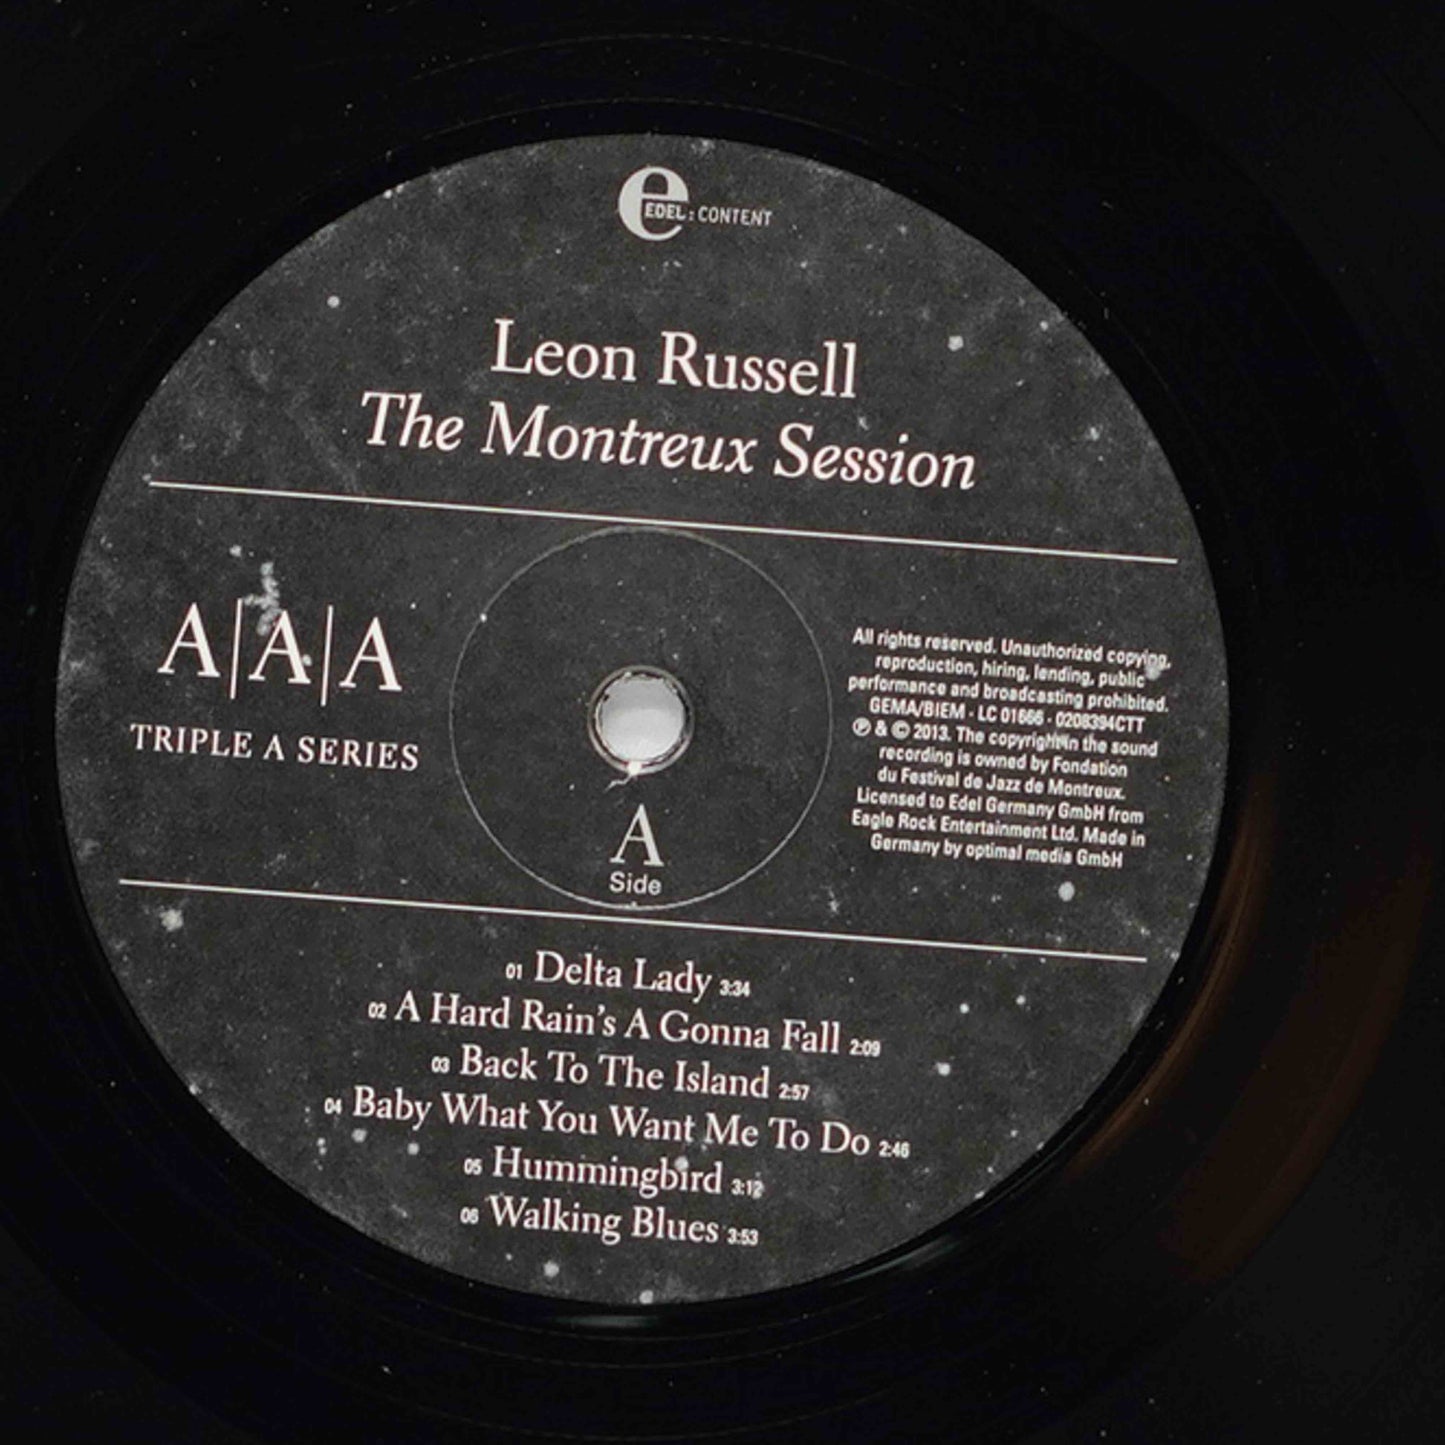 e EDEL : CONTENT
Leon Russell
The Montreux Session
A|A|A
TRIPLE A SERIES
All rights reserved. Unauthorized copying,
reproduction, hiring, lending, public
performance and broadcasting prohibited.
GEMA/BIEM · LC 01666 · 0208394CTT
℗ & © 2013. The copyright in the sound
recording is owned by Fondation
du Festival de Jazz de Montreux.
Licensed to Edel Germany GmbH from
Eagle Rock Entertainment Ltd. Made in
Germany by optimal media GmbH
A
Side
01 Delta Lady 3:34
02 A Hard Rain's A Gonna Fall 2:09
03 Back To The Island 2:57
04 Baby What You Want Me To Do 2:46
05 Hummingbird 3:12
06 Walking Blues 3:53